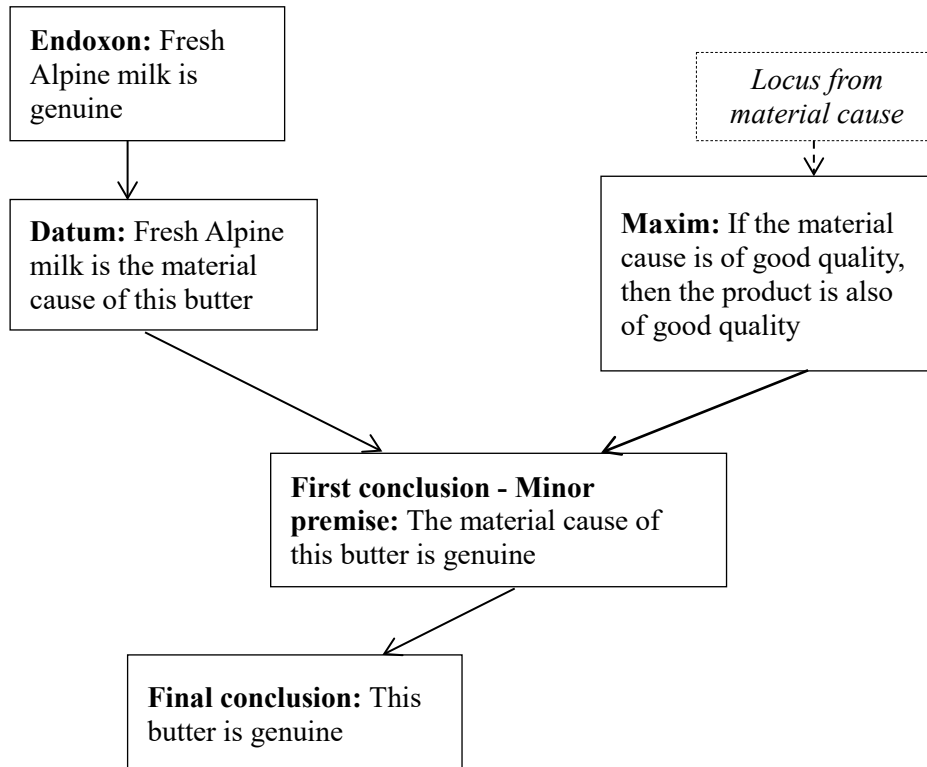 Endoxon: Fresh
Alpine milk is
genuine
Locus from
material cause
Datum: Fresh Alpine
milk is the material
cause of this butter
Maxim: If the material
cause is of good quality,
then the product is also
of good quality
First conclusion - Minor
premise: The material cause of
this butter is genuine
Final conclusion: This
butter is genuine